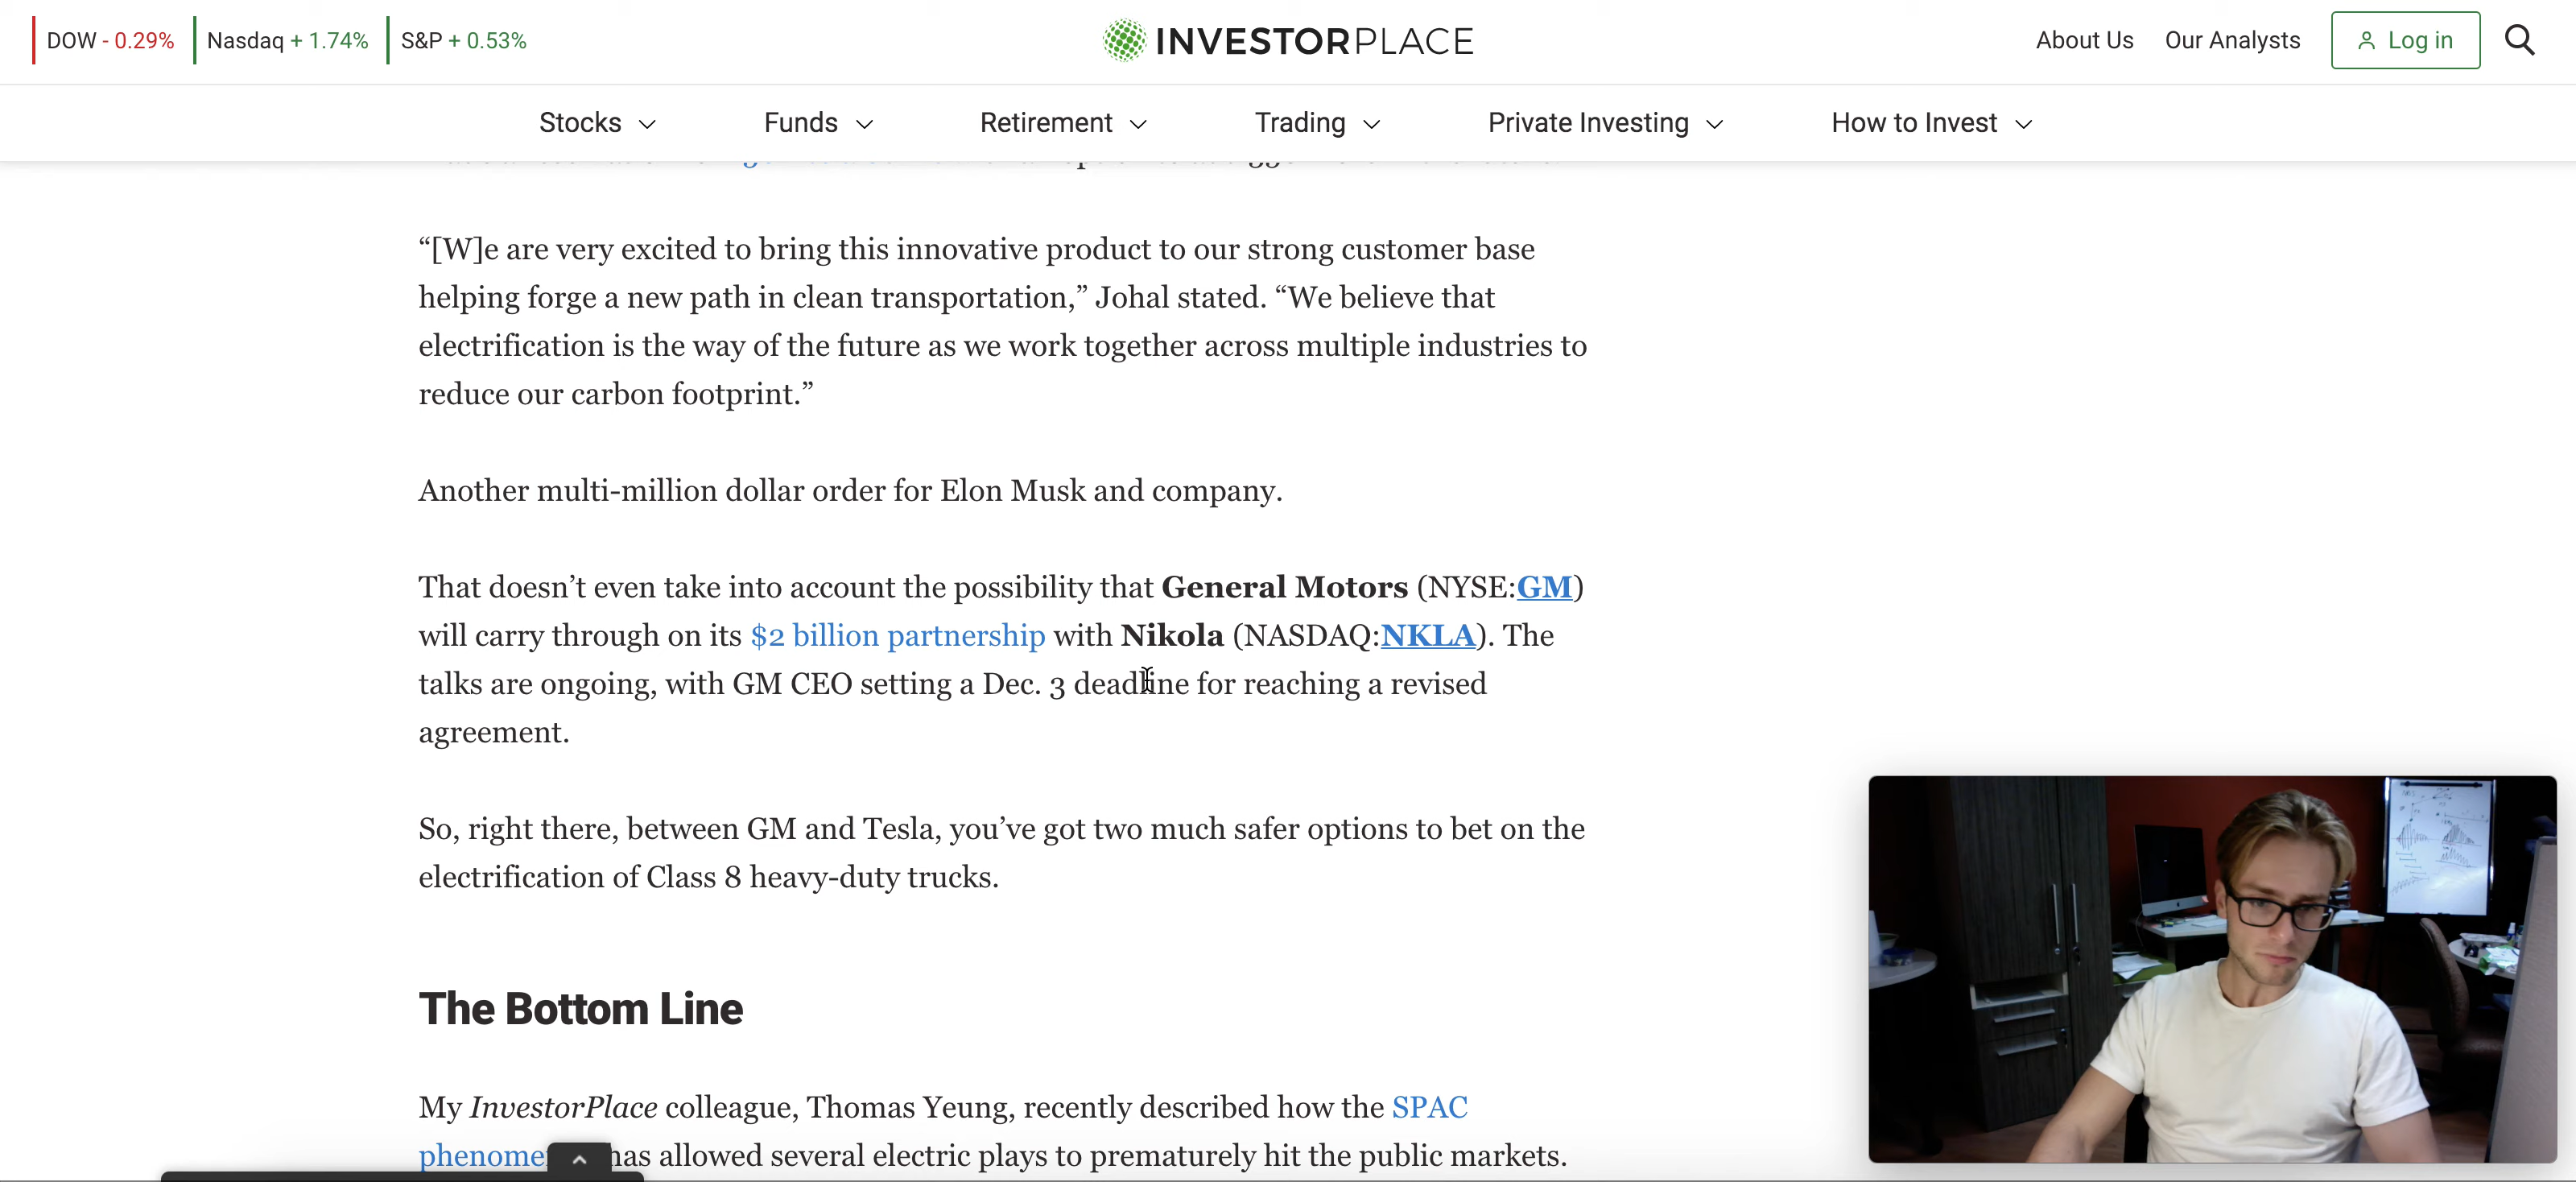 DOW - 0.29% Nasdaq + 1.74% S&P + 0.53%
INVESTORPLACE
About Us Our Analysts Log in
Stocks Funds Retirement Trading Private Investing How to Invest
“[W]e are very excited to bring this innovative product to our strong customer base
helping forge a new path in clean transportation,” Johal stated. “We believe that
electrification is the way of the future as we work together across multiple industries to
reduce our carbon footprint.”
Another multi-million dollar order for Elon Musk and company.
That doesn’t even take into account the possibility that General Motors (NYSE:GM)
will carry through on its $2 billion partnership with Nikola (NASDAQ:NKLA). The
talks are ongoing, with GM CEO setting a Dec. 3 deadline for reaching a revised
agreement.
So, right there, between GM and Tesla, you’ve got two much safer options to bet on the
electrification of Class 8 heavy-duty trucks.
The Bottom Line
My InvestorPlace colleague, Thomas Yeung, recently described how the SPAC
phenome has allowed several electric plays to prematurely hit the public markets.